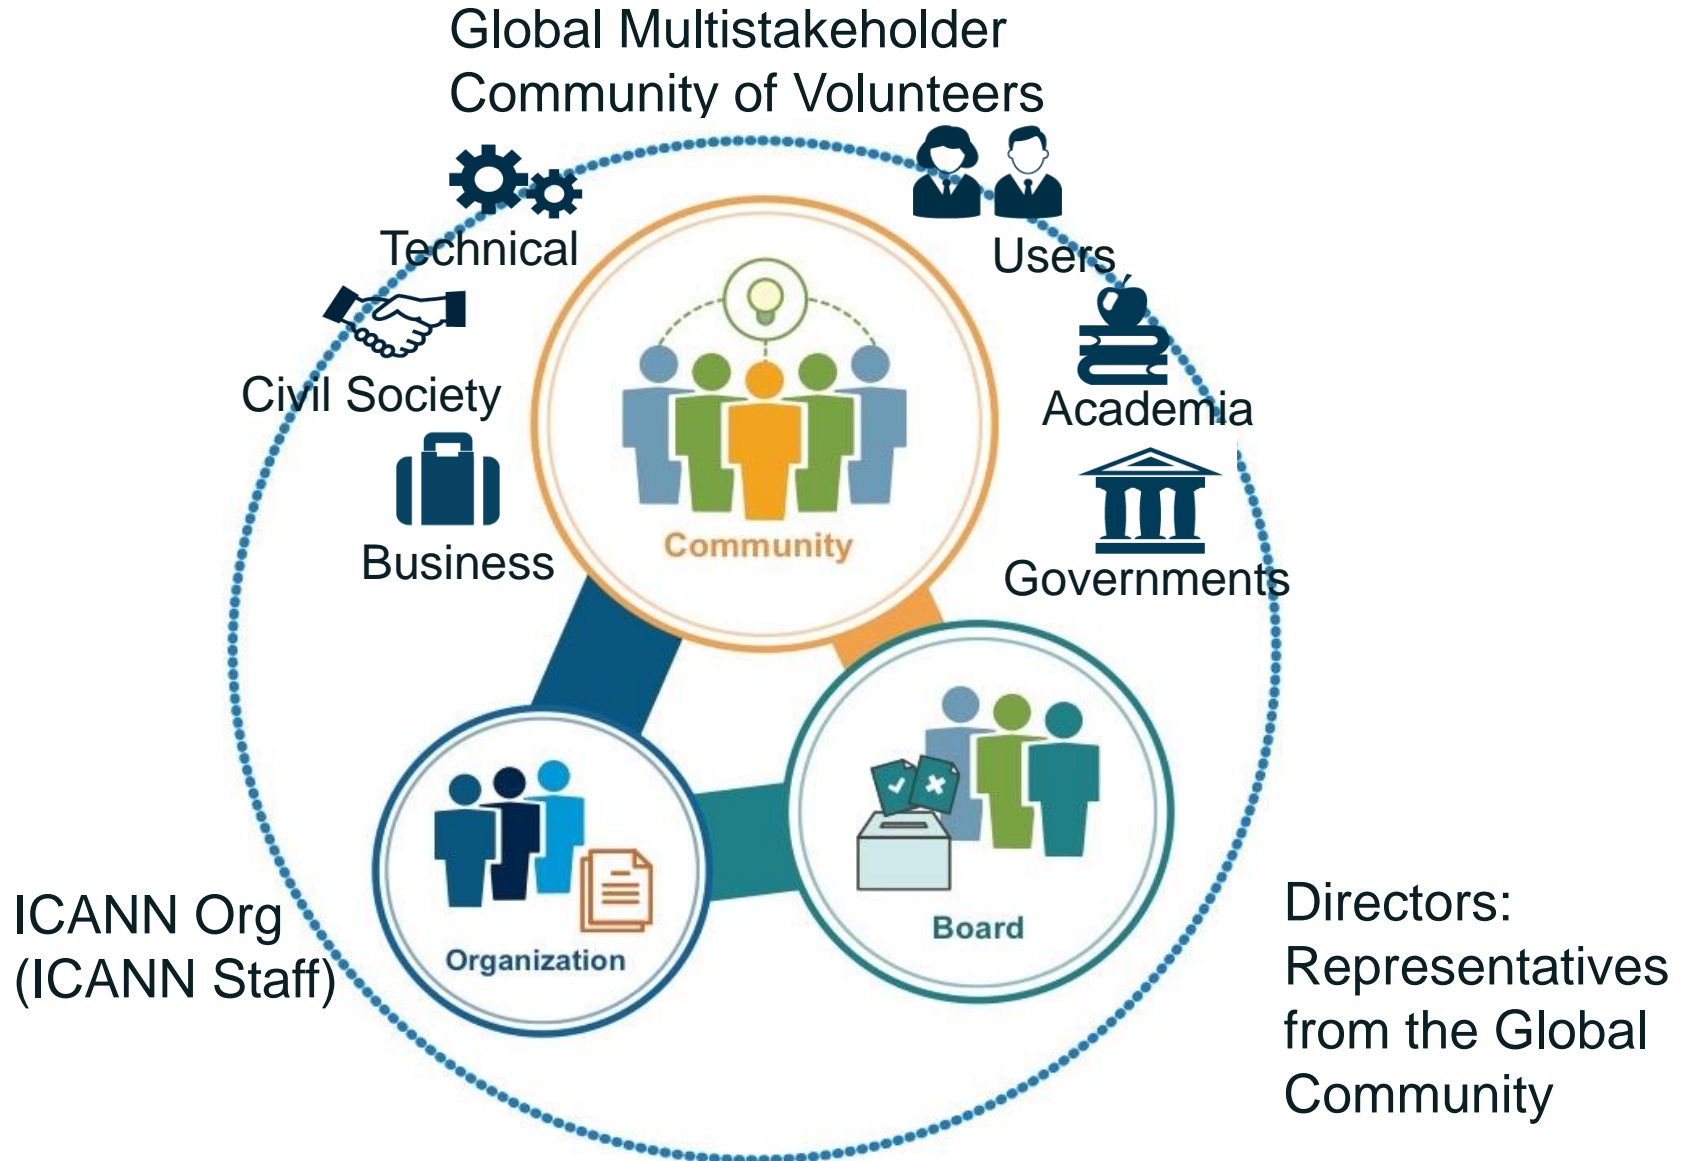 Global Multistakeholder
Community of Volunteers
Technical
Users
Civil Society
Academia
Business
Governments
Community
Organization
Board
ICANN Org
(ICANN Staff)
Directors:
Representatives
from the Global
Community